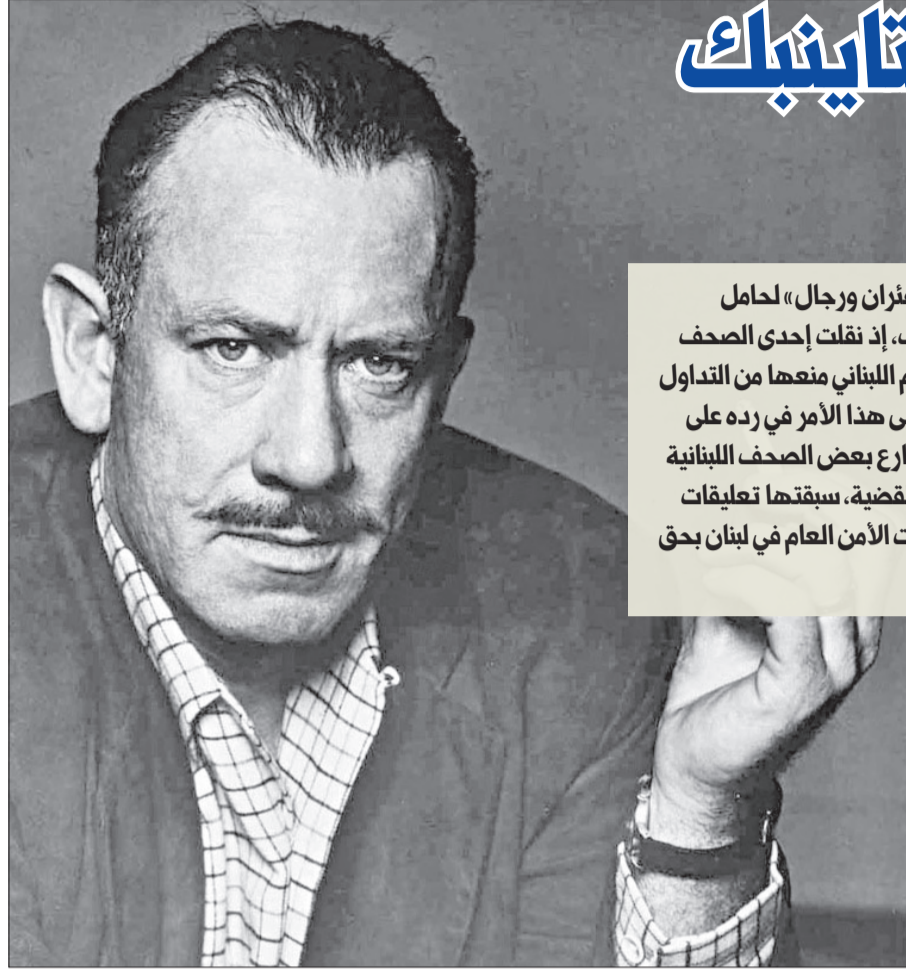 تاينبك
ئران ورجال» لحامل
، إذ نقلت إحدى الصحف
م اللبناني منعها من التداول
ى هذا الأمر في رده على
ارع بعض الصحف اللبنانية
قضية، سبقتها تعليقات
ت الأمن العام في لبنان بحق